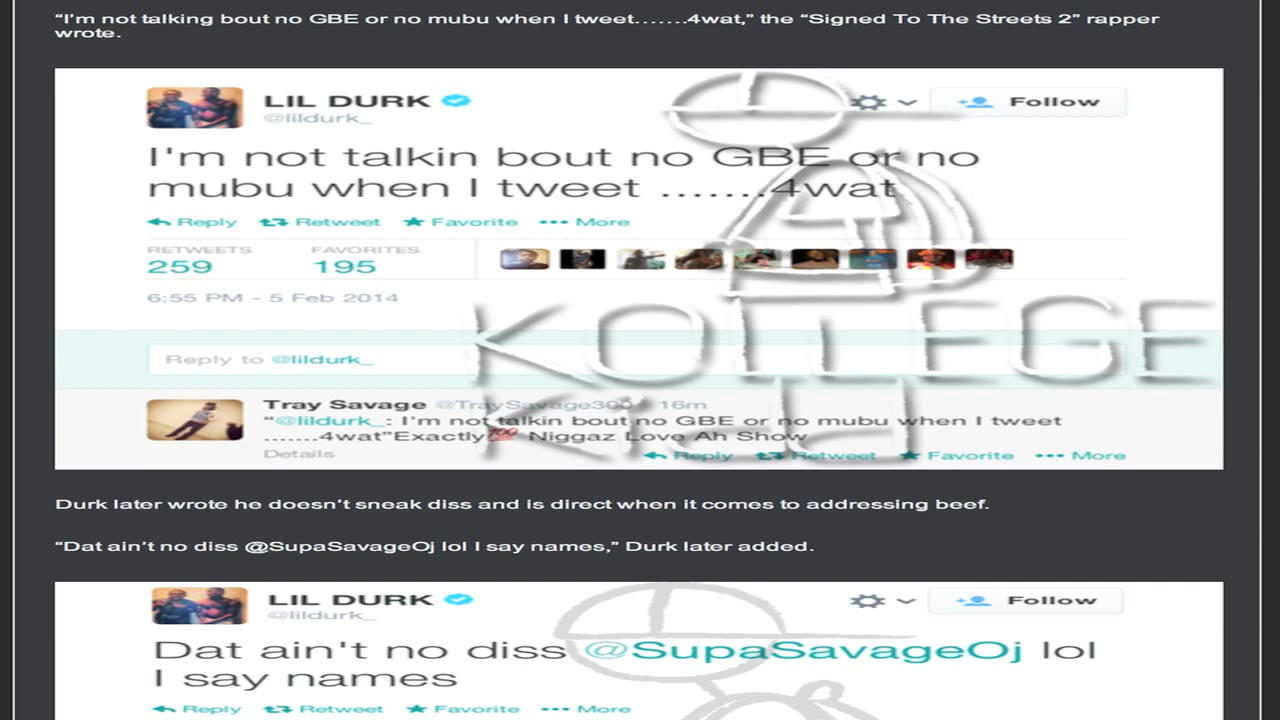 “I’m not talking bout no GBE or no mubu when I tweet…….4wat,” the “Signed To The Streets 2” rapper
wrote.
LIL DURK
@lildurk_
Follow
I'm not talkin bout no GBE or no
mubu when I tweet .......4wat
Reply Retweet Favorite More
RETWEETS FAVORITES
259 195
6:55 PM - 5 Feb 2014
KOLLEGE
Reply to @lildurk_
Kidd
Tray Savage @TraySavage300 · 16m
“@lildurk_: I'm not talkin bout no GBE or no mubu when I tweet
.......4wat”Exactly💯 Niggaz Love Ah Show
Details Reply Retweet Favorite More
Durk later wrote he doesn’t sneak diss and is direct when it comes to addressing beef.
“Dat ain’t no diss @SupaSavageOj lol I say names,” Durk later added.
LIL DURK
@lildurk_
Follow
Dat ain't no diss @SupaSavageOj lol
I say names
Reply Retweet Favorite More